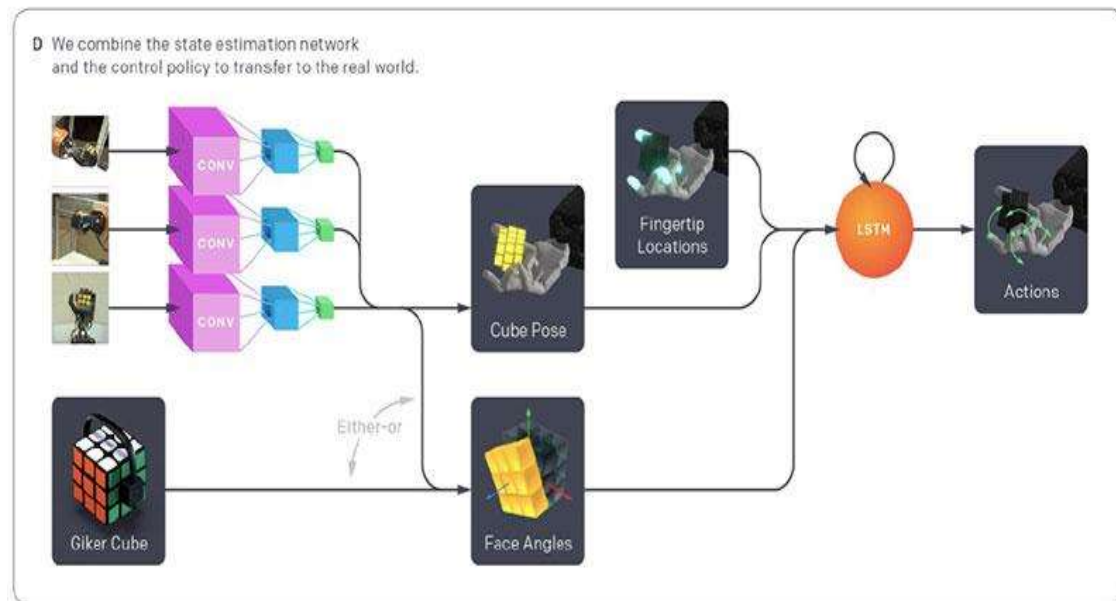 D We combine the state estimation network
and the control policy to transfer to the real world.
CONV
CONV
CONV
Fingertip
Locations
LSTM
Actions
Cube Pose
Either-or
Giker Cube
Face Angles